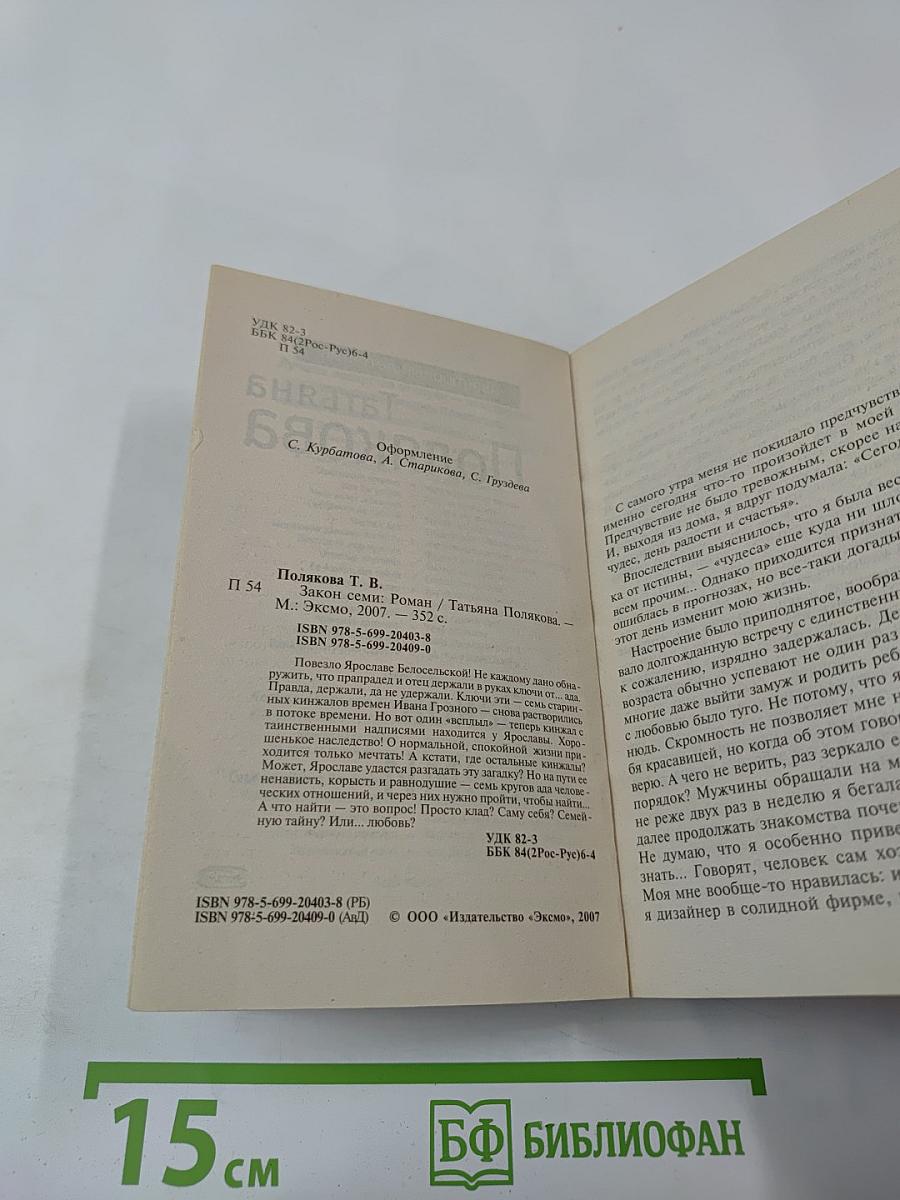 УДК 82-3
ББК 84(2Рос-Рус)6-4
П 54
Татьяна
Оформление
С. Курбатова, А. Старикова, С. Груздева
Полякова Т. В.
П 54
Закон семи: Роман / Татьяна Полякова. —
М.: Эксмо, 2007. — 352 с.
ISBN 978-5-699-20403-8
ISBN 978-5-699-20409-0
Повезло Ярославе Белосельской! Не каждому дано обна-
ружить, что прапрадед и отец держали в руках ключи от... ада.
Правда, держали, да не удержали. Ключи эти — семь старин-
ных кинжалов времен Ивана Грозного — снова растворились
в потоке времени. Но вот один «всплыл» — теперь кинжал с
таинственными надписями находится у Ярославы. Хоро-
шенькое наследство! О нормальной, спокойной жизни при-
ходится только мечтать! А кстати, где остальные кинжалы?
Может, Ярославе удастся разгадать эту загадку? Но на пути ее
ненависть, корысть и равнодушие — семь кругов ада челове-
ческих отношений, и через них нужно пройти, чтобы найти...
А что найти — это вопрос! Просто клад? Саму себя? Семей-
ную тайну? Или... любовь?
УДК 82-3
ББК 84(2Рос-Рус)6-4
ISBN 978-5-699-20403-8 (РБ)
ISBN 978-5-699-20409-0 (АвД)
© ООО «Издательство «Эксмо», 2007
С самого утра меня не покидало предчувств
именно сегодня что-то произойдет в моей
Предчувствие не было тревожным, скорее на
И, выходя из дома, я вдруг подумала: «Сегод
чудес, день радости и счастья».
Впоследствии выяснилось, что я была вес
ка от истины, — «чудеса» еще куда ни шло
всем прочим... Однако приходится признат
ошиблась в прогнозах, но все-таки догады
этот день изменит мою жизнь.
Настроение было приподнятое, вообра
вало долгожданную встречу с единственн
к сожалению, изрядно задержалась. Де
возраста обычно успевают не один раз
многие даже выйти замуж и родить реб
с любовью было туго. Не потому, что я
нюдь. Скромность не позволяет мне н
бя красавицей, но когда об этом гово
верю. А чего не верить, раз зеркало е
порядок? Мужчины обращали на м
не реже двух раз в неделю я бегала
далее продолжать знакомства поче
Не думаю, что я особенно приве
знать... Говорят, человек сам хоз
Моя мне вообще-то нравилась: и
я дизайнер в солидной фирме,
15 см
БФ БИБЛИОФАН